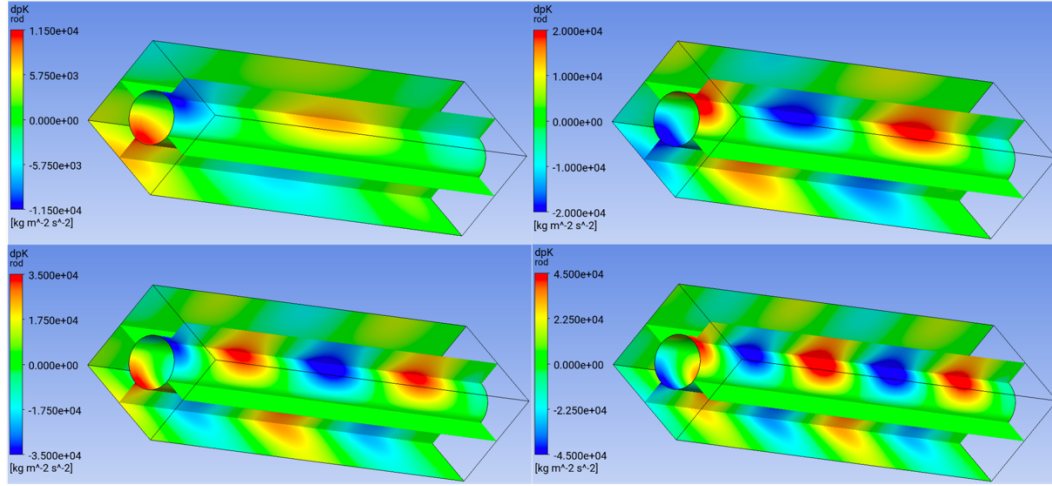 dpK
rod
1.150e+04
5.750e+03
0.000e+00
-5.750e+03
-1.150e+04
[kg m^-2 s^-2]
dpK
rod
2.000e+04
1.000e+04
0.000e+00
-1.000e+04
-2.000e+04
[kg m^-2 s^-2]
dpK
rod
3.500e+04
1.750e+04
0.000e+00
-1.750e+04
-3.500e+04
[kg m^-2 s^-2]
dpK
rod
4.500e+04
2.250e+04
0.000e+00
-2.250e+04
-4.500e+04
[kg m^-2 s^-2]